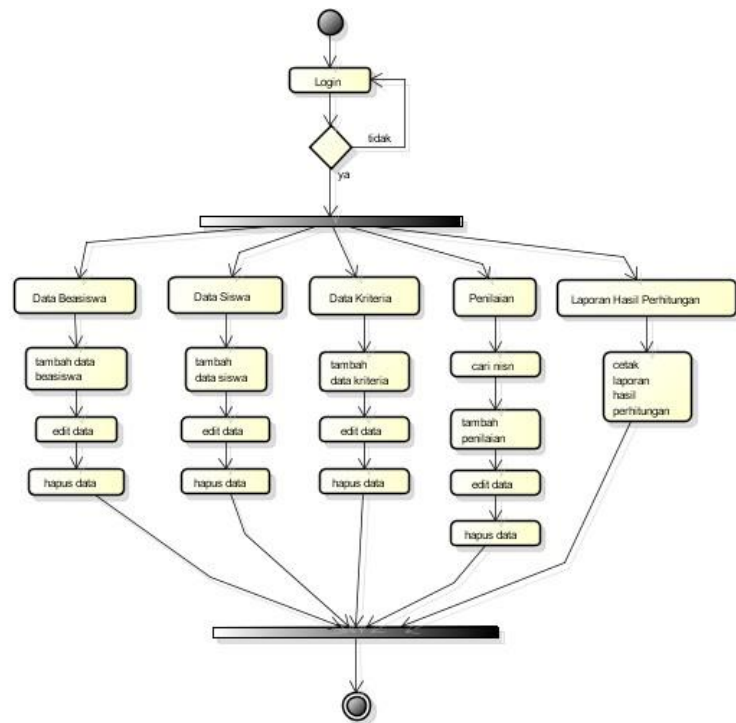 Login
tidak
ya
Data Beasiswa
Data Siswa
Data Kriteria
Penilaian
Laporan Hasil Perhitungan
tambah data
beasiswa
tambah
data siswa
tambah
data kriteria
cari nisn
cetak
laporan
hasil
perhitungan
edit data
edit data
edit data
tambah
penilaian
hapus data
hapus data
hapus data
edit data
hapus data